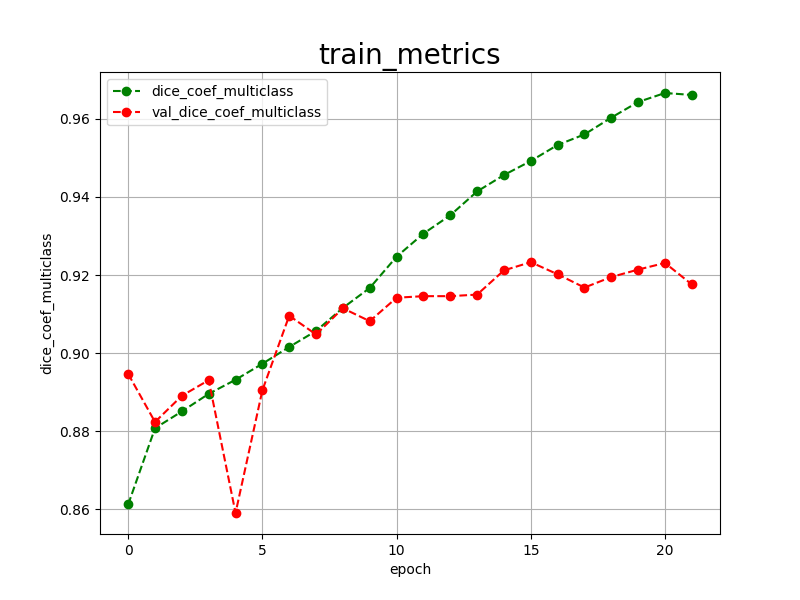 train_metrics
dice_coef_multiclass
val_dice_coef_multiclass
dice_coef_multiclass
0.96
0.94
0.92
0.90
0.88
0.86
0
5
10
15
20
epoch